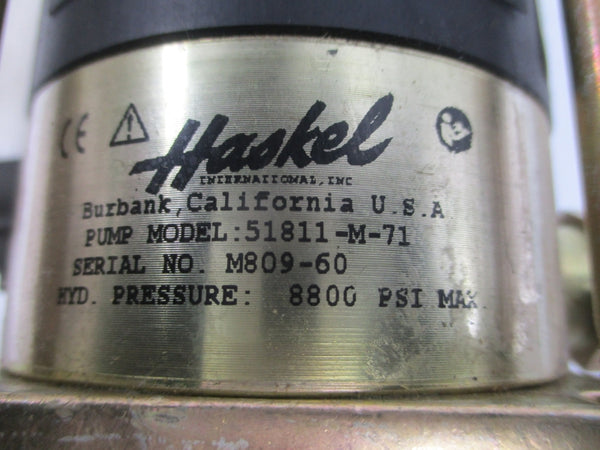 CE
Haskel
INTERNATIONAL, INC
Burbank, California U.S.A
PUMP MODEL: 51811-M-71
SERIAL NO. M809-60
HYD. PRESSURE: 8800 PSI MAX.